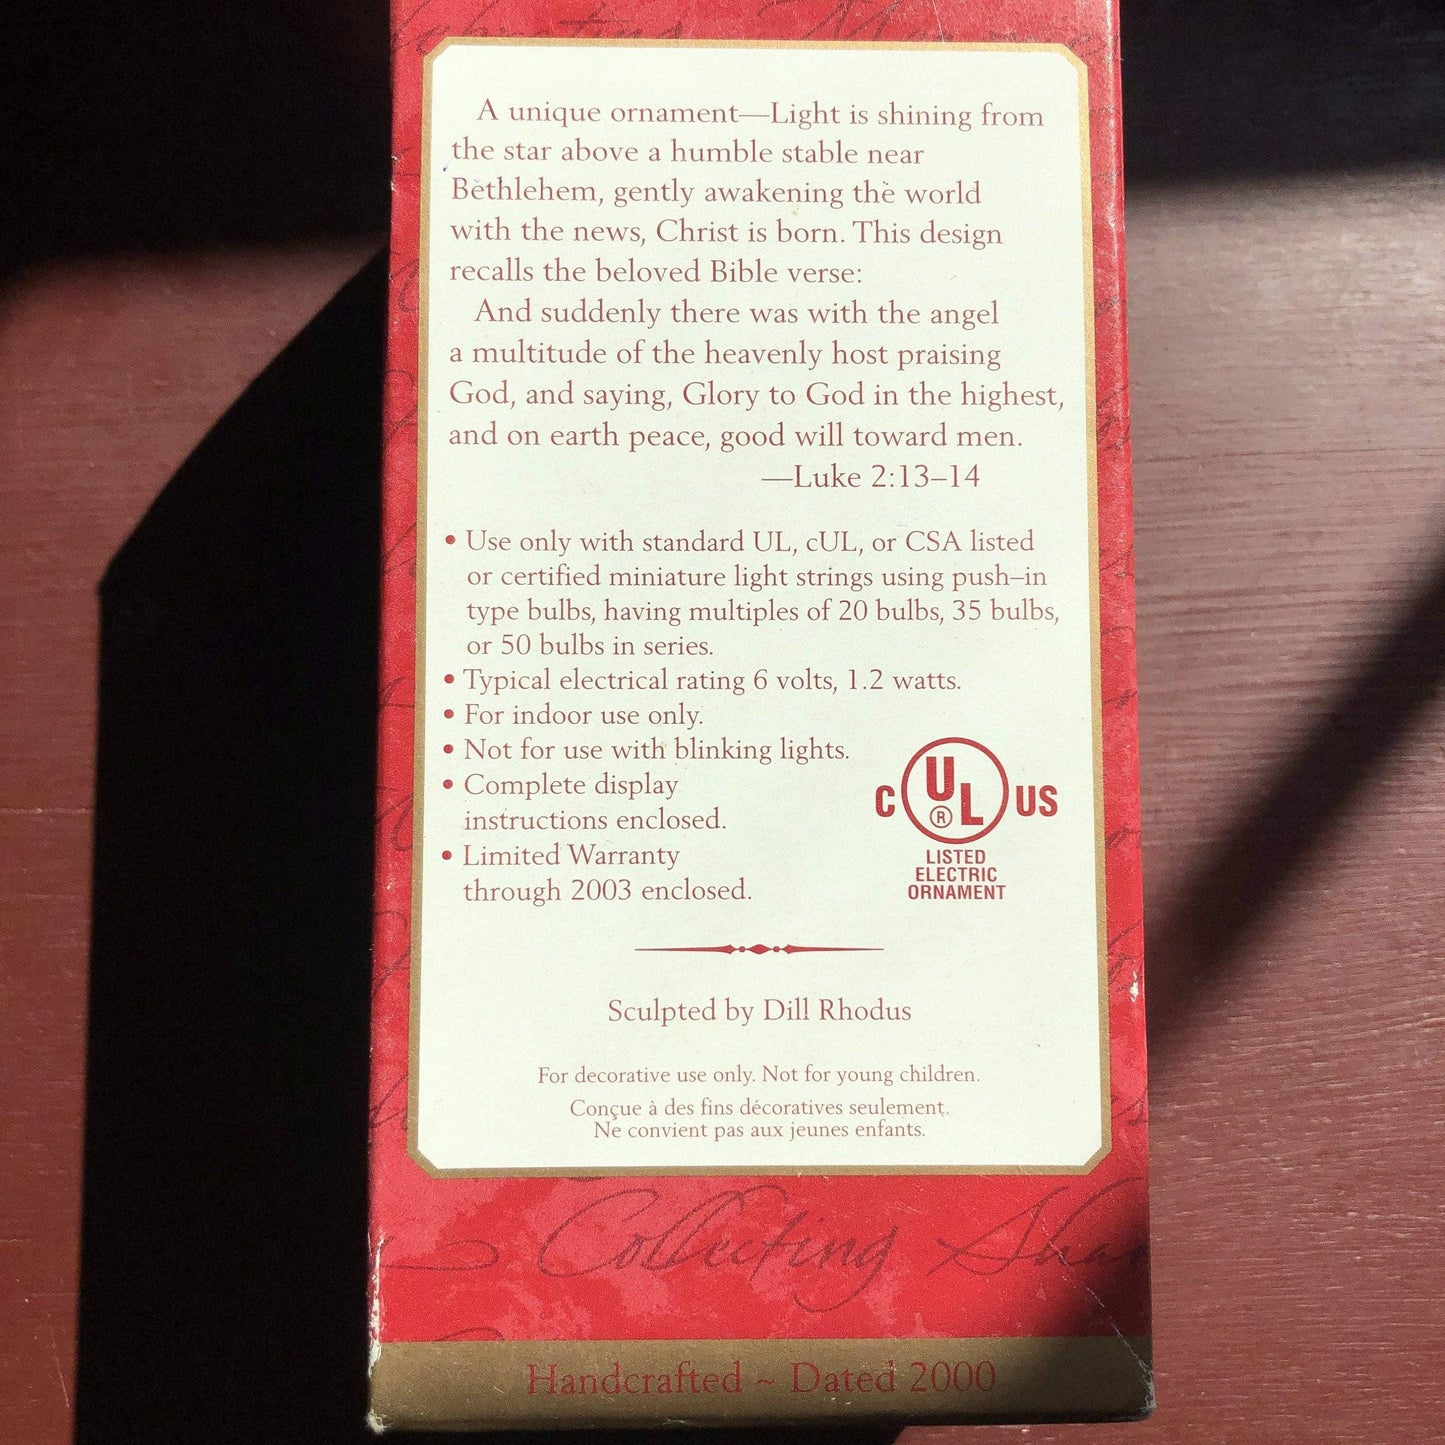 A unique ornament—Light is shining from
the star above a humble stable near
Bethlehem, gently awakening the world
with the news, Christ is born. This design
recalls the beloved Bible verse:
And suddenly there was with the angel
a multitude of the heavenly host praising
God, and saying, Glory to God in the highest,
and on earth peace, good will toward men.
—Luke 2:13–14
• Use only with standard UL, cUL, or CSA listed
or certified miniature light strings using push–in
type bulbs, having multiples of 20 bulbs, 35 bulbs,
or 50 bulbs in series.
• Typical electrical rating 6 volts, 1.2 watts.
• For indoor use only.
• Not for use with blinking lights.
• Complete display
instructions enclosed.
• Limited Warranty
through 2003 enclosed.
C UL ® US
LISTED
ELECTRIC
ORNAMENT
Sculpted by Dill Rhodus
For decorative use only. Not for young children.
Conçue à des fins décoratives seulement.
Ne convient pas aux jeunes enfants.
Collecting Sha
Handcrafted ~ Dated 2000